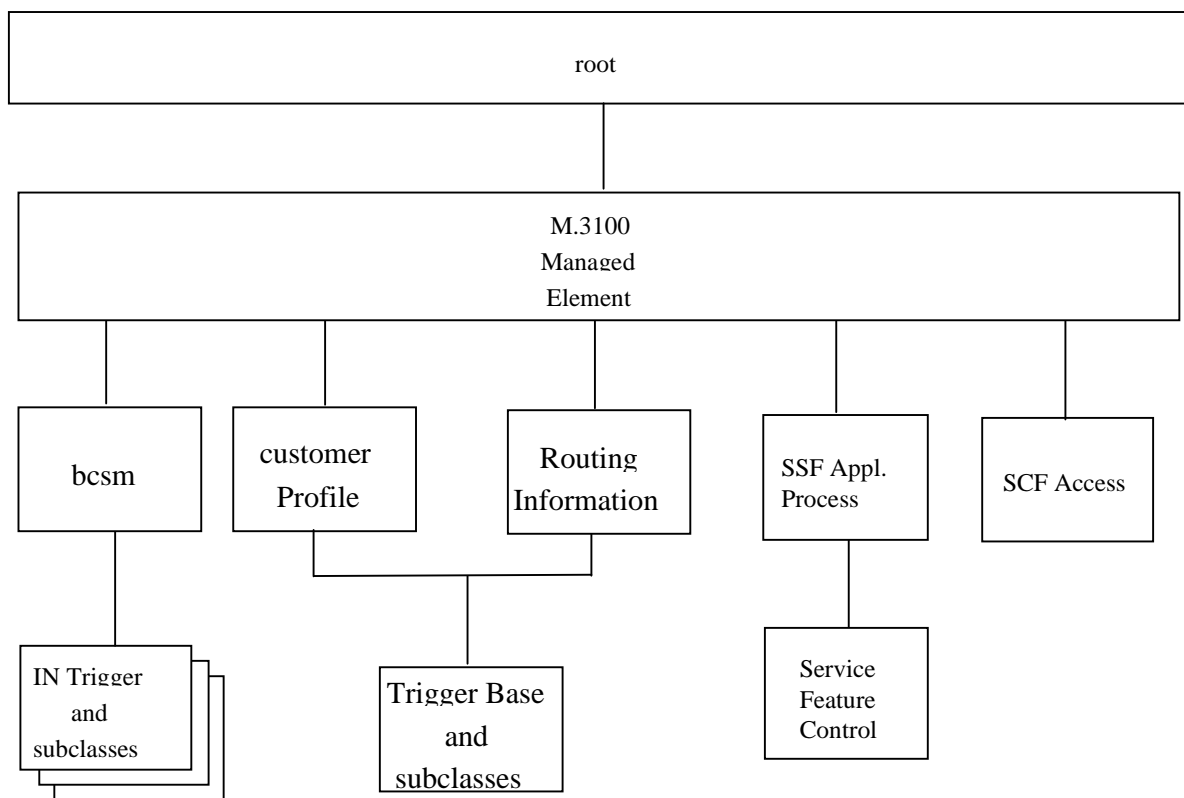 root
M.3100
Managed
Element
bcsm
customer
Profile
Routing
Information
SSF Appl.
Process
SCF Access
IN Trigger
and
subclasses
Trigger Base
and
subclasses
Service
Feature
Control